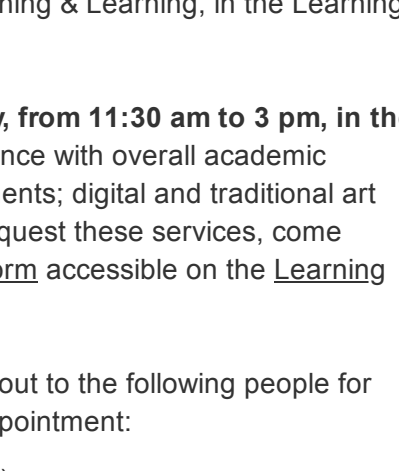 ning & Learning, in the Learning
, from 11:30 am to 3 pm, in the
nce with overall academic
ents; digital and traditional art
quest these services, come
orm accessible on the Learning
out to the following people for
pointment: